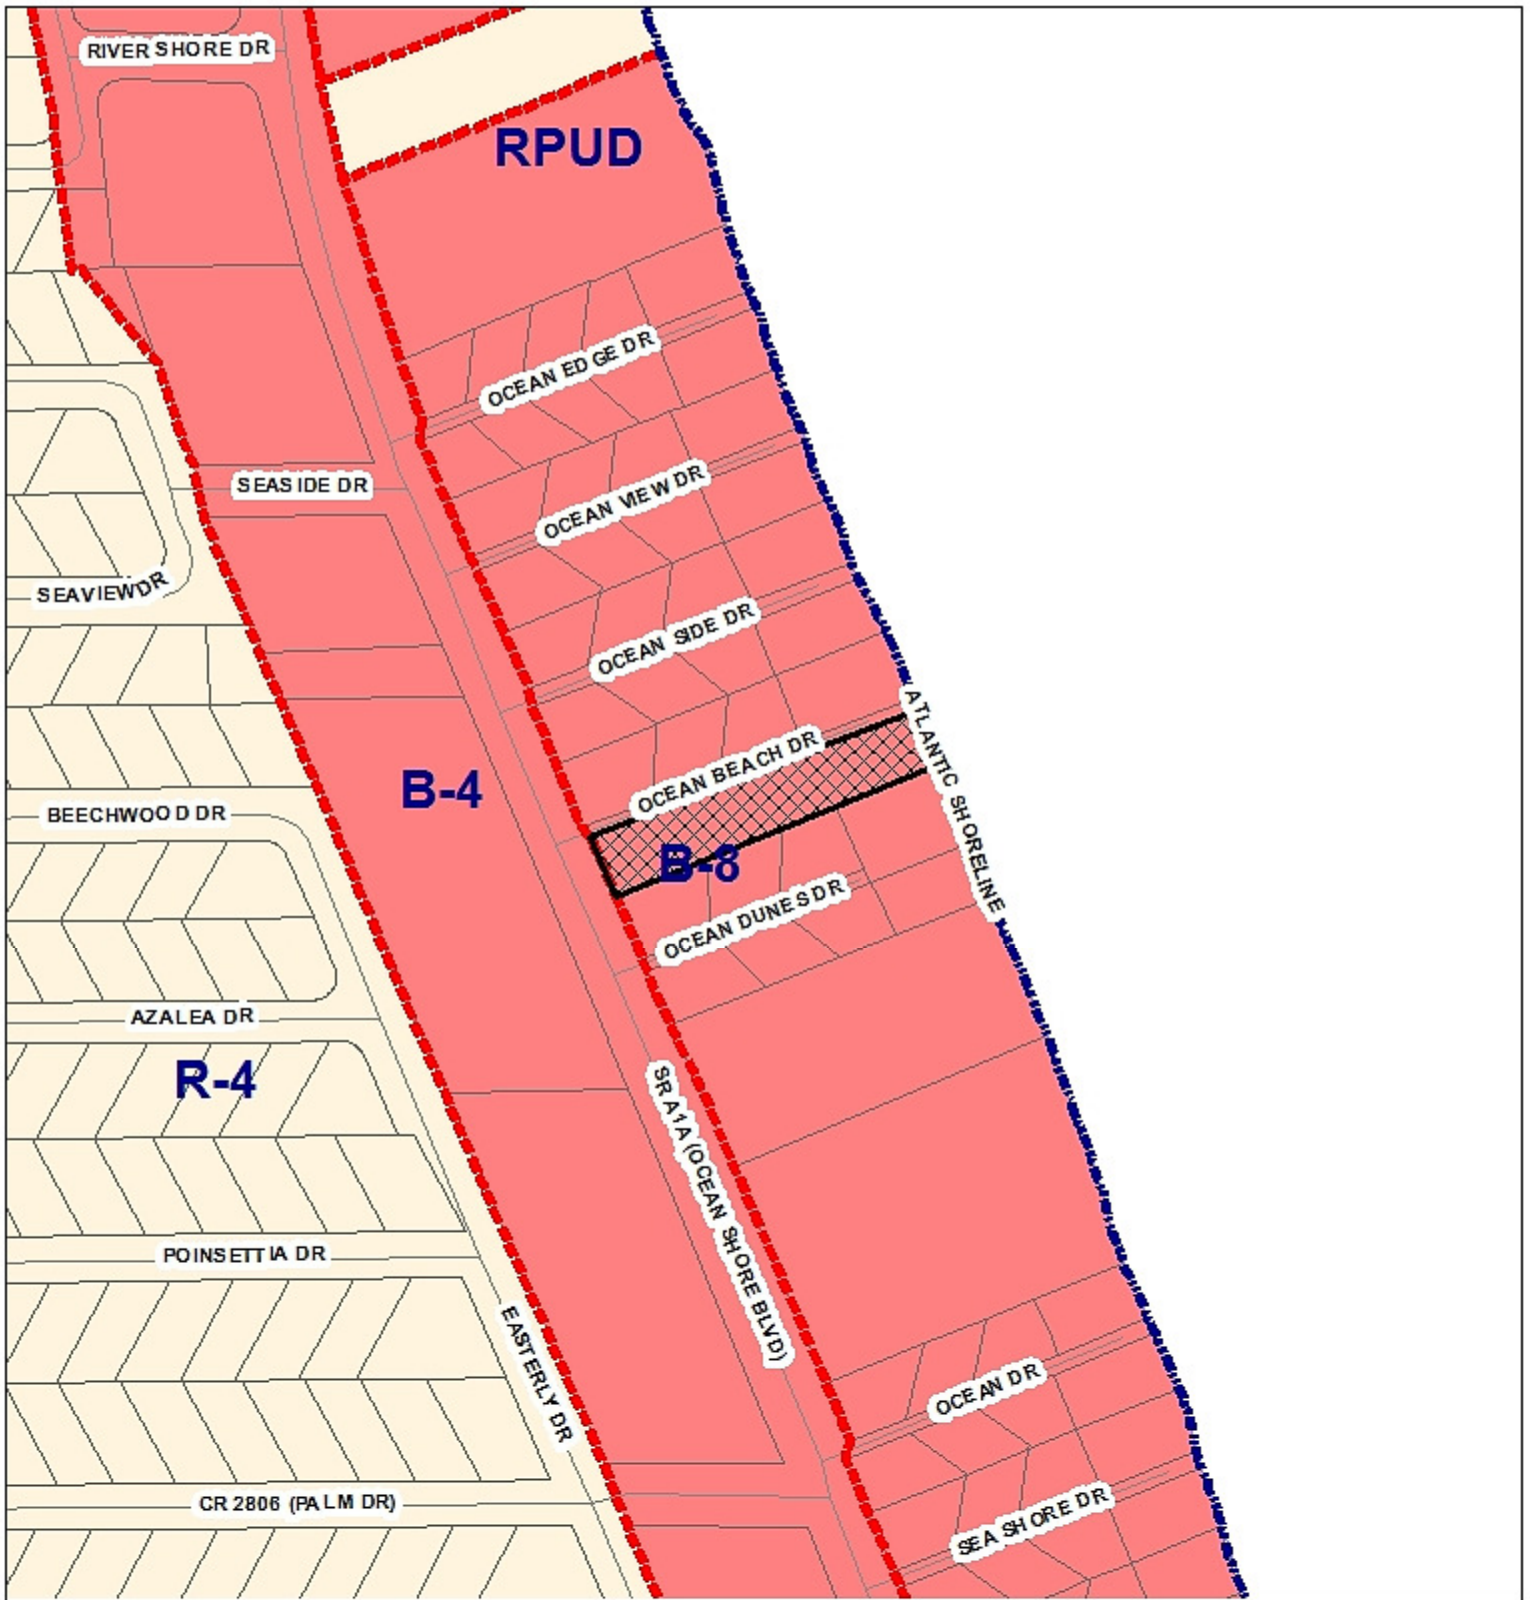 RIVER SHORE DR
RPUD
OCEAN EDGE DR
SEASIDE DR
OCEAN VIEW DR
SEAVIEW DR
OCEAN SIDE DR
ATLANTIC SHORELINE
OCEAN BEACH DR
B-4
BEECHWOOD DR
B-8
OCEAN DUNES DR
AZALEA DR
R-4
SR A1A (OCEAN SHORE BLVD)
POINSETTIA DR
EASTERLY DR
OCEAN DR
CR 2806 (PALM DR)
SEA SHORE DR